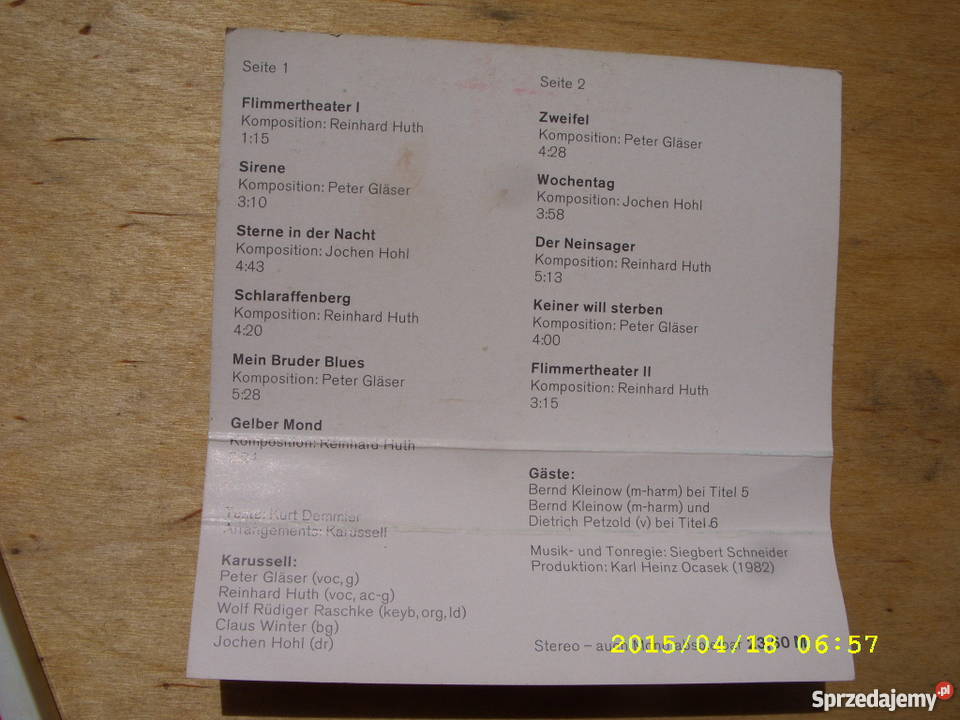 Seite 1
Flimmertheater I
Komposition: Reinhard Huth
1:15
Sirene
Komposition: Peter Gläser
3:10
Sterne in der Nacht
Komposition: Jochen Hohl
4:43
Schlaraffenberg
Komposition: Reinhard Huth
4:20
Mein Bruder Blues
Komposition: Peter Gläser
5:28
Gelber Mond
Komposition: Reinhard Huth
Texte: Kurt Demmler
Arrangements: Karussell
Karussell:
Peter Gläser (voc, g)
Reinhard Huth (voc, ac-g)
Wolf Rüdiger Raschke (keyb, org, ld)
Claus Winter (bg)
Jochen Hohl (dr)
Seite 2
Zweifel
Komposition: Peter Gläser
4:28
Wochentag
Komposition: Jochen Hohl
3:58
Der Neinsager
Komposition: Reinhard Huth
5:13
Keiner will sterben
Komposition: Peter Gläser
4:00
Flimmertheater II
Komposition: Reinhard Huth
3:15
Gäste:
Bernd Kleinow (m-harm) bei Titel 5
Bernd Kleinow (m-harm) und
Dietrich Petzold (v) bei Titel 6
Musik- und Tonregie: Siegbert Schneider
Produktion: Karl Heinz Ocasek (1982)
Stereo – auch Mono abspielbar
2015/04/18 06:57
Sprzedajemy.pl